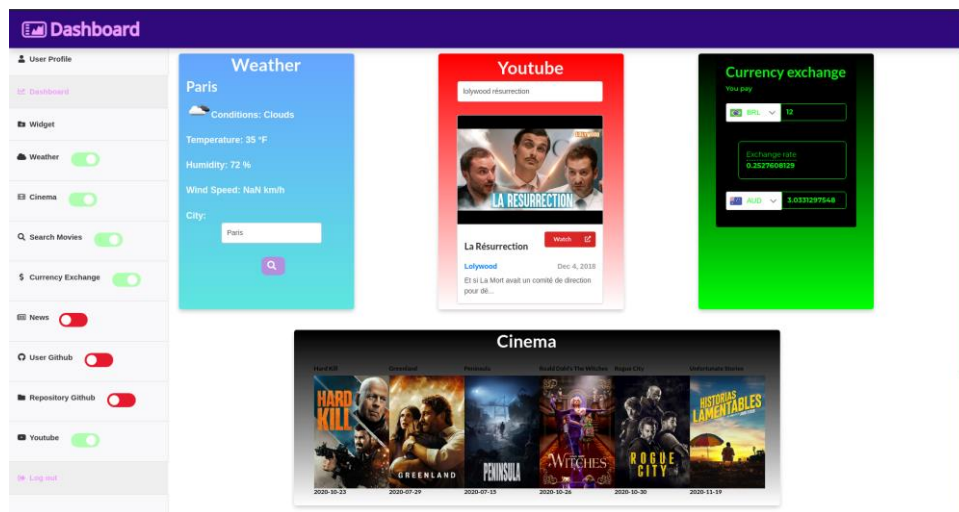 Dashboard
User Profile
Dashboard
Widget
Weather
Cinema
Search Movies
Currency Exchange
News
User Github
Repository Github
Youtube
Log out
Weather
Paris
Conditions: Clouds
Temperature: 35 °F
Humidity: 72 %
Wind Speed: NaN km/h
City:
Paris
Youtube
lolywood résurrection
LOLYWOOD
LA RESURRECTION
La Résurrection
Watch
Lolywood Dec 4, 2018
Et si La Mort avait un comité de direction
pour dé...
Currency exchange
You pay
BRL 12
Exchange rate
0.2527608129
AUD 3.0331297548
Cinema
Hard Kill Greenland Peninsula Roald Dahl's The Witches Rogue City Unfortunate Stories
HARD
KILL
GREENLAND
PENINSULA
WITCHES
ROGUE
CITY
HISTORIAS
LAMENTABLES
2020-10-23 2020-07-29 2020-07-15 2020-10-26 2020-10-30 2020-11-19